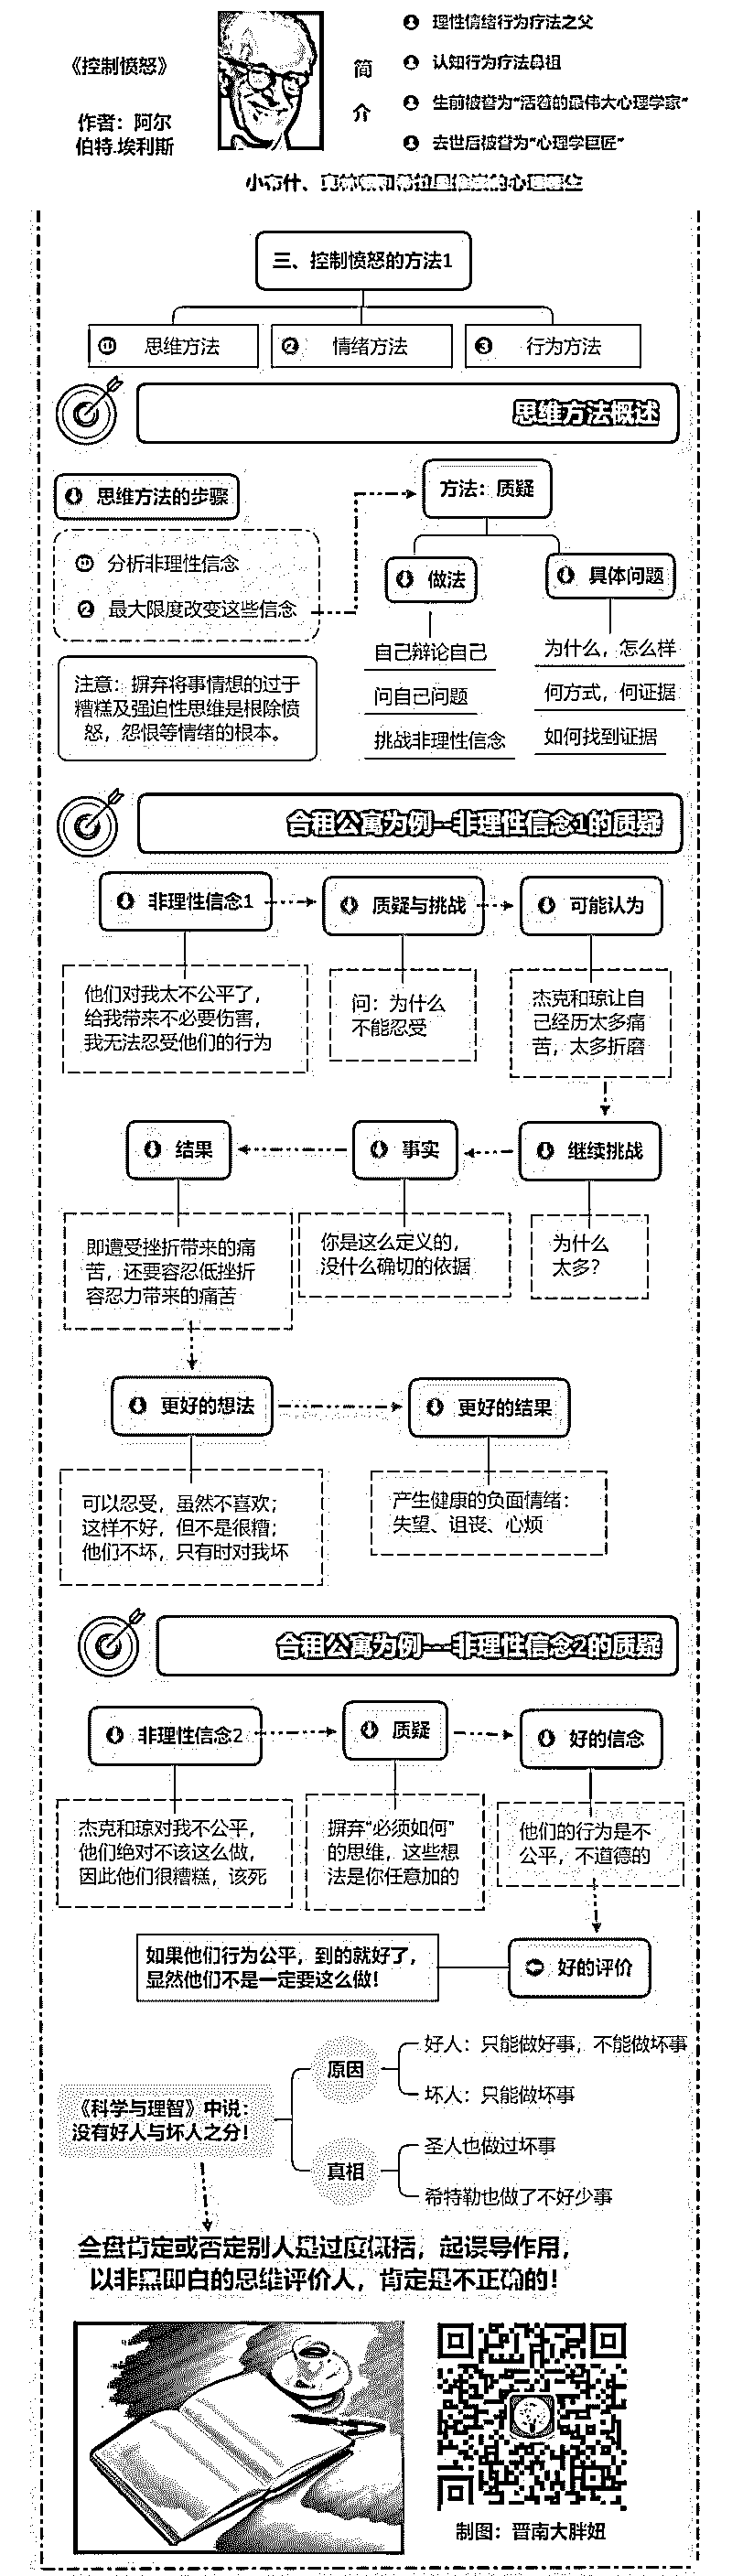 《控制愤怒》
作者：阿尔
伯特.埃利斯
简
介
理性情绪行为疗法之父
认知行为疗法鼻祖
生前被誉为“活着的最伟大心理学家”
去世后被誉为“心理学巨匠”
小布什、克林顿和希拉里推崇的心理医生
三、控制愤怒的方法1
1 思维方法
2 情绪方法
3 行为方法
思维方法概述
思维方法的步骤
1 分析非理性信念
2 最大限度改变这些信念
注意：摒弃将事情想的过于
糟糕及强迫性思维是根除愤
怒，怨恨等情绪的根本。
方法：质疑
做法
自己辩论自己
问自己问题
挑战非理性信念
具体问题
为什么，怎么样
何方式，何证据
如何找到证据
合租公寓为例--非理性信念1的质疑
非理性信念1
质疑与挑战
可能认为
他们对我太不公平了，
给我带来不必要伤害，
我无法忍受他们的行为
问：为什么
不能忍受
杰克和琼让自
己经历太多痛
苦，太多折磨
结果
事实
继续挑战
即遭受挫折带来的痛
苦，还要容忍低挫折
容忍力带来的痛苦
你是这么定义的，
没什么确切的依据
为什么
太多？
更好的想法
更好的结果
可以忍受，虽然不喜欢；
这样不好，但不是很糟；
他们不坏，只有时对我坏
产生健康的负面情绪：
失望、诅丧、心烦
合租公寓为例---非理性信念2的质疑
非理性信念2
质疑
好的信念
杰克和琼对我不公平，
他们绝对不该这么做，
因此他们很糟糕，该死
摒弃“必须如何”
的思维，这些想
法是你任意加的
他们的行为是不
公平，不道德的
如果他们行为公平，到的就好了，
显然他们不是一定要这么做！
好的评价
《科学与理智》中说：
没有好人与坏人之分！
原因
好人：只能做好事，不能做坏事
坏人：只能做坏事
真相
圣人也做过坏事
希特勒也做了不好少事
全盘肯定或否定别人是过度概括，起误导作用，
以非黑即白的思维评价人，肯定是不正确的！
制图：晋南大胖妞